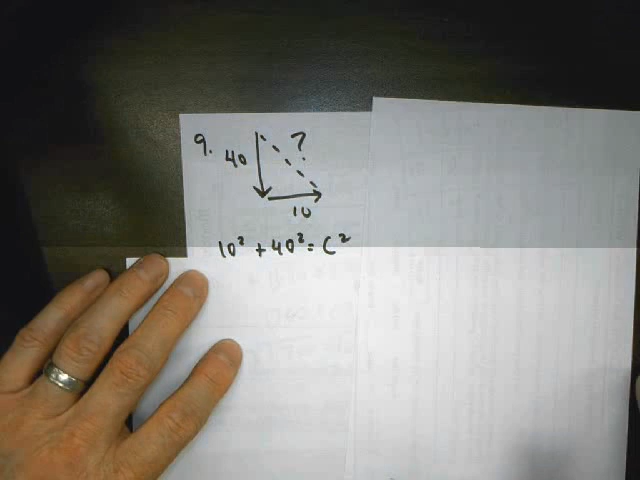 9.
40
?
10
10² + 40² = C²